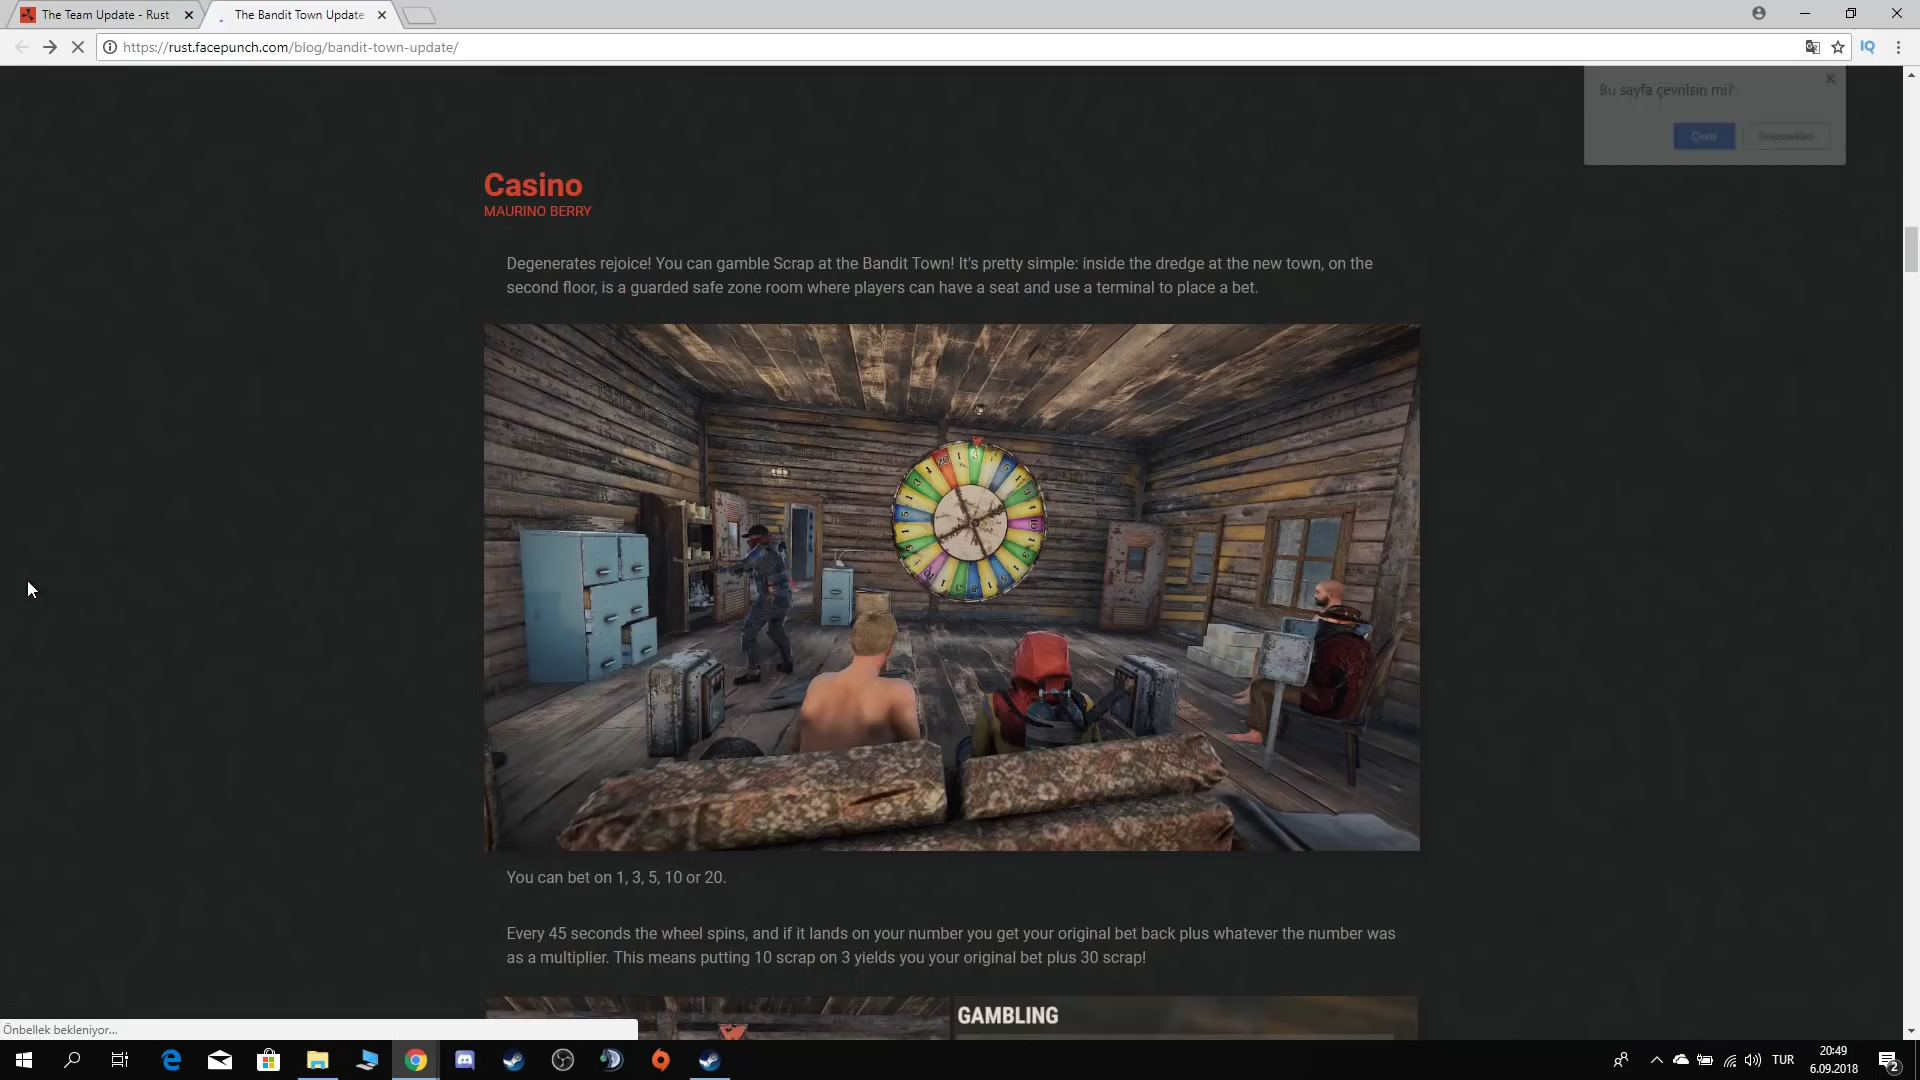 The Team Update - Rust
The Bandit Town Update
https://rust.facepunch.com/blog/bandit-town-update/
IQ
Bu sayfa çevrilsin mi?
Casino
MAURINO BERRY
Degenerates rejoice! You can gamble Scrap at the Bandit Town! It's pretty simple: inside the dredge at the new town, on the
second floor, is a guarded safe zone room where players can have a seat and use a terminal to place a bet.
You can bet on 1, 3, 5, 10 or 20.
Every 45 seconds the wheel spins, and if it lands on your number you get your original bet back plus whatever the number was
as a multiplier. This means putting 10 scrap on 3 yields you your original bet plus 30 scrap!
GAMBLING
Önbellek bekleniyor...
TUR
20:49
6.09.2018
2